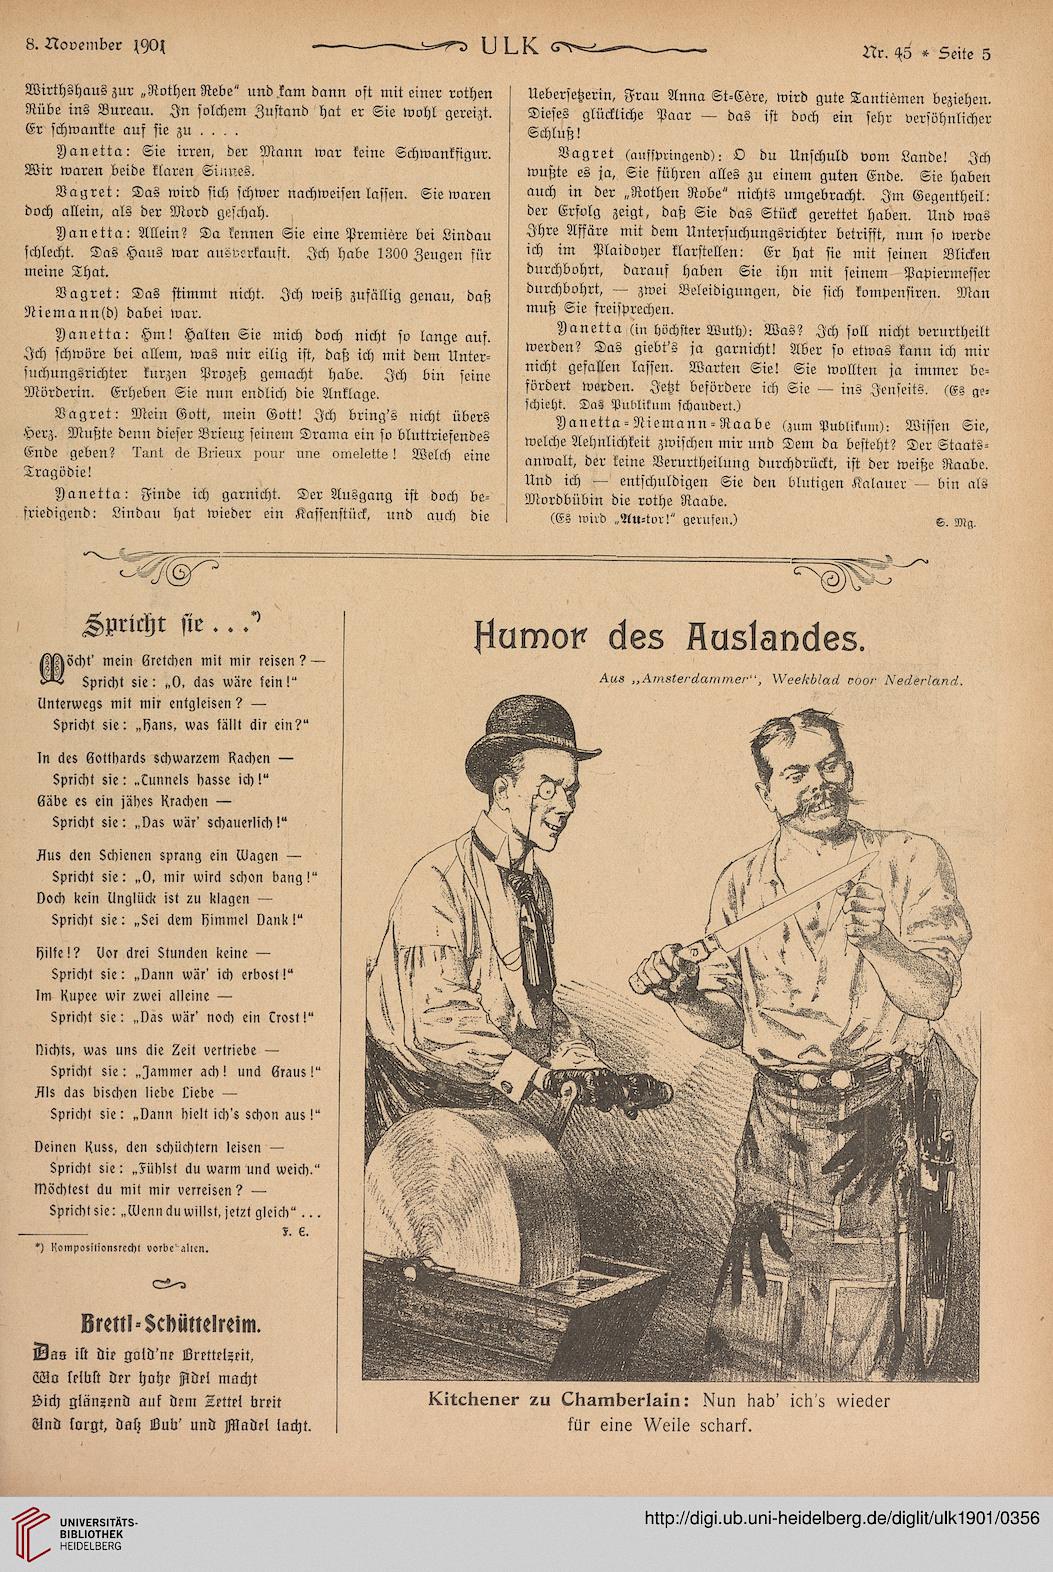 8. November 1901
ULK
Nr. 45 * Seite 5
Wirthshaus zur „Rothen Rebe“ und kam dann oft mit einer rothen
Rübe ins Bureau. In solchem Zustand hat er Sie wohl gereizt.
Er schwankte auf sie zu . . . .
Yanetta: Sie irren, der Mann war keine Schwankfigur.
Wir waren beide klaren Sinnes.
Vagret: Das wird sich schwer nachweisen lassen. Sie waren
doch allein, als der Mord geschah.
Yanetta: Allein? Da kennen Sie eine Première bei Lindau
schlecht. Das Haus war ausverkauft. Ich habe 1300 Zeugen für
meine That.
Vagret: Das stimmt nicht. Ich weiß zufällig genau, daß
Niemann(d) dabei war.
Yanetta: Hm! Halten Sie mich doch nicht so lange auf.
Ich schwöre bei allem, was mir eilig ist, daß ich mit dem Unter-
suchungsrichter kurzen Prozeß gemacht habe. Ich bin seine
Mörderin. Erheben Sie nun endlich die Anklage.
Vagret: Mein Gott, mein Gott! Ich bring's nicht übers
Herz. Mußte denn dieser Brieux seinem Drama ein so bluttriefendes
Ende geben? Tant de Brieux pour une omelette! Welch eine
Tragödie!
Yanetta: Finde ich garnicht. Der Ausgang ist doch be-
friedigend: Lindau hat wieder ein Kassenstück, und auch die
Uebersetzerin, Frau Anna St-Cère, wird gute Tantièmen beziehen.
Dieses glückliche Paar — das ist doch ein sehr versöhnlicher
Schluß!
Vagret (aufspringend): O du Unschuld vom Lande! Ich
wußte es ja, Sie führen alles zu einem guten Ende. Sie haben
auch in der „Rothen Robe“ nichts umgebracht. Im Gegentheil:
der Erfolg zeigt, daß Sie das Stück gerettet haben. Und was
Ihre Affäre mit dem Untersuchungsrichter betrifft, nun so werde
ich im Plaidoyer klarstellen: Er hat sie mit seinen Blicken
durchbohrt, darauf haben Sie ihn mit seinem Papiermesser
durchbohrt, — zwei Beleidigungen, die sich kompensiren. Man
muß Sie freisprechen.
Yanetta (in höchster Wuth): Was? Ich soll nicht verurtheilt
werden? Das giebt's ja garnicht! Aber so etwas kann ich mir
nicht gefallen lassen. Warten Sie! Sie wollten ja immer be-
fördert werden. Jetzt befördere ich Sie — ins Jenseits. (Es ge-
schieht. Das Publikum schaudert.)
Yanetta-Niemann-Raabe (zum Publikum): Wissen Sie,
welche Aehnlichkeit zwischen mir und Dem da besteht? Der Staats-
anwalt, der keine Verurtheilung durchdrückt, ist der weiße Raabe.
Und ich — entschuldigen Sie den blutigen Kalauer — bin als
Mordbübin die rothe Raabe.
(Es wird „Au-tor!“ gerufen.)
S. Mg.
Spricht sie . . .*)
Möcht' mein Gretchen mit mir reisen? —
Spricht sie: „O, das wäre fein!“
Unterwegs mit mir entgleisen? —
Spricht sie: „Hans, was fällt dir ein?“
In des Gotthards schwarzem Rachen —
Spricht sie: „Tunnels hasse ich!“
Gäbe es ein jähes Krachen —
Spricht sie: „Das wär' schauerlich!“
Aus den Schienen sprang ein Wagen —
Spricht sie: „O, mir wird schon bang!“
Doch kein Unglück ist zu klagen —
Spricht sie: „Sei dem Himmel Dank!“
Hilfe!? Vor drei Stunden keine —
Spricht sie: „Dann wär' ich erbost!“
Im Kupee wir zwei alleine —
Spricht sie: „Das wär' noch ein Trost!“
Nichts, was uns die Zeit vertriebe —
Spricht sie: „Jammer ach! und Graus!“
Als das bischen liebe Liebe —
Spricht sie: „Dann hielt ich's schon aus!“
Deinen Kuss, den schüchtern leisen —
Spricht sie: „Fühlst du warm und weich.“
Möchtest du mit mir verreisen? —
Spricht sie: „Wenn du willst, jetzt gleich“ . . .
F. E.
*) Kompositionsrecht vorbehalten.
Brettl-Schüttelreim.
Das ist die gold'ne Brettelzeit,
Wo selbst der hohe Adel macht
Sich glänzend auf dem Zettel breit
Und sorgt, daß Bub' und Madel lacht.
Humor des Auslandes.
Aus „Amsterdammer“, Weekblad voor Nederland.
Kitchener zu Chamberlain: Nun hab' ich's wieder
für eine Weile scharf.
UNIVERSITÄTS-
BIBLIOTHEK
HEIDELBERG
http://digi.ub.uni-heidelberg.de/diglit/ulk1901/0356